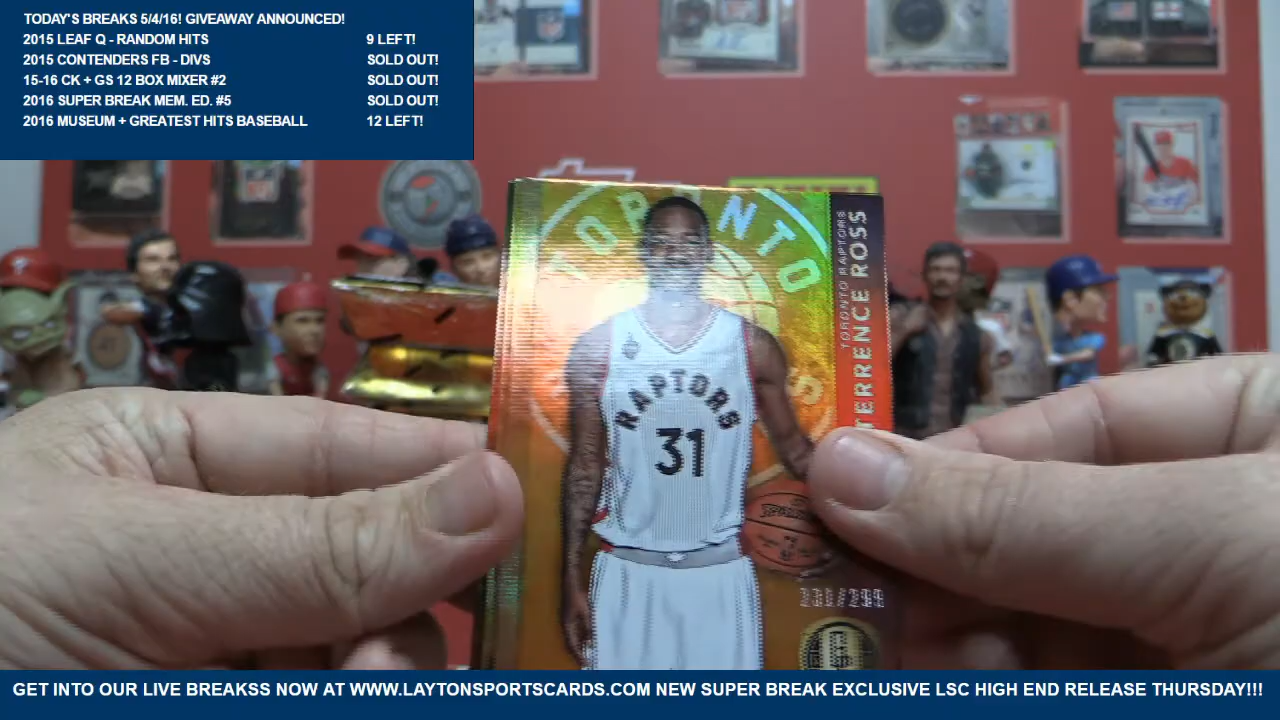 TODAY'S BREAKS 5/4/16! GIVEAWAY ANNOUNCED!
2015 LEAF Q - RANDOM HITS 9 LEFT!
2015 CONTENDERS FB - DIVS SOLD OUT!
15-16 CK + GS 12 BOX MIXER #2 SOLD OUT!
2016 SUPER BREAK MEM. ED. #5 SOLD OUT!
2016 MUSEUM + GREATEST HITS BASEBALL 12 LEFT!
TORONTO
TORONTO RAPTORS
TERRENCE ROSS
RAPTORS
31
SPALDING
GET INTO OUR LIVE BREAKSS NOW AT WWW.LAYTONSPORTSCARDS.COM NEW SUPER BREAK EXCLUSIVE LSC HIGH END RELEASE THURSDAY!!!